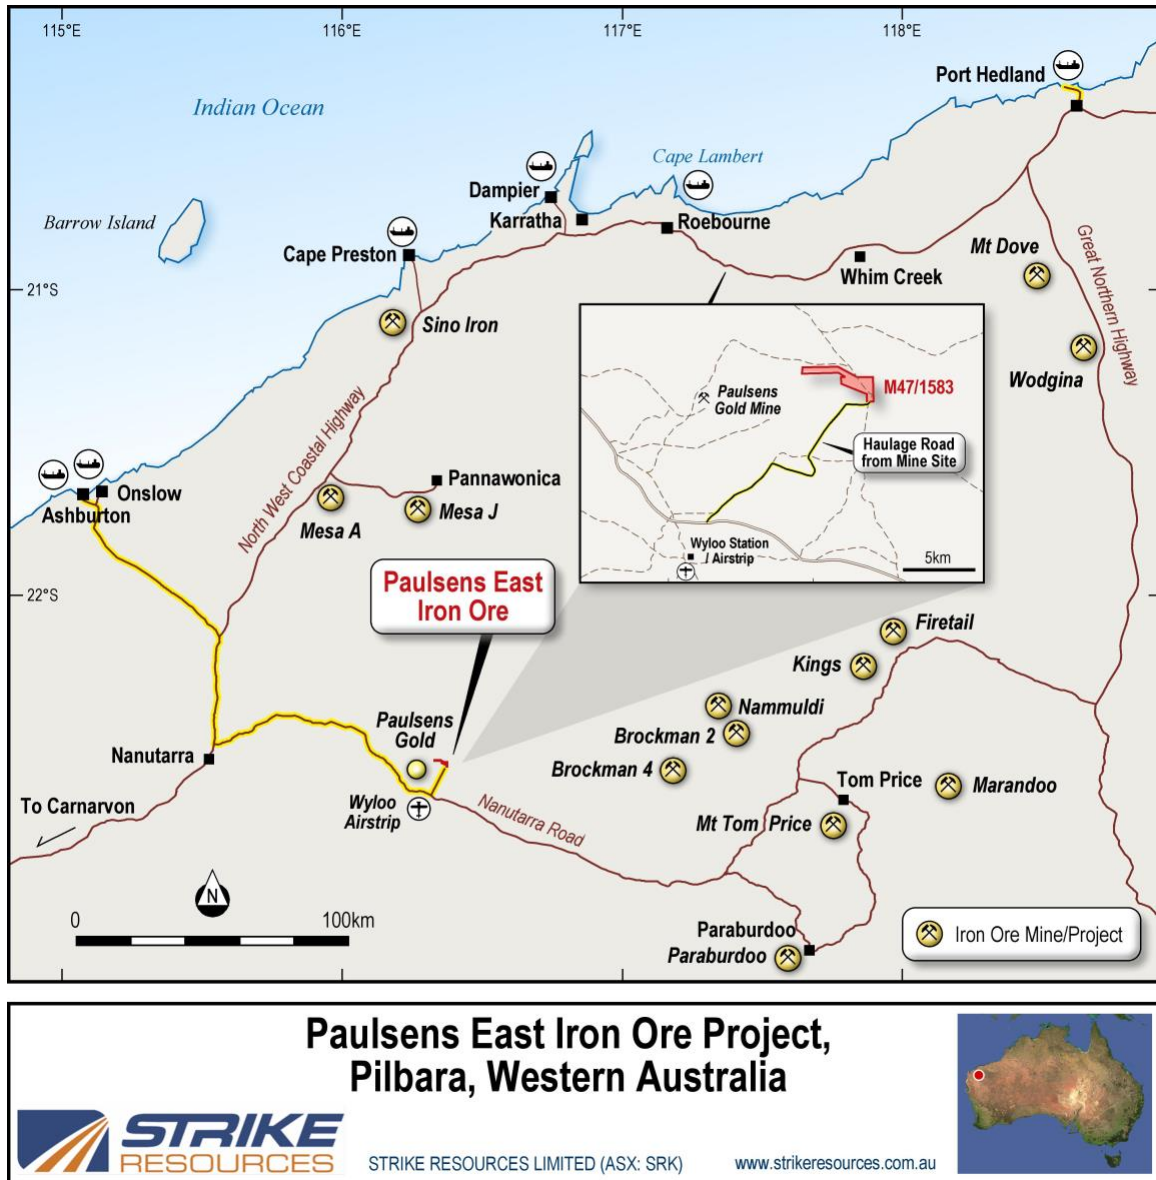 115°E
116°E
117°E
118°E
Port Hedland
Indian Ocean
Cape Lambert
Dampier
Karratha
Roebourne
Barrow Island
Cape Preston
Whim Creek
Mt Dove
Great Northern Highway
21°S
Sino Iron
Wodgina
Paulsens
Gold Mine
M47/1583
Haulage Road
from Mine Site
Wyloo Station
/ Airstrip
5km
North West Coastal Highway
Onslow
Ashburton
Pannawonica
Mesa A
Mesa J
22°S
Paulsens East
Iron Ore
Firetail
Kings
Nammuldi
Brockman 2
Brockman 4
Paulsens
Gold
Nanutarra
Wyloo
Airstrip
Nanutarra Road
To Carnarvon
Tom Price
Marandoo
Mt Tom Price
N
0
100km
Paraburdoo
Paraburdoo
Iron Ore Mine/Project
Paulsens East Iron Ore Project,
Pilbara, Western Australia
STRIKE
RESOURCES
STRIKE RESOURCES LIMITED (ASX: SRK)
www.strikeresources.com.au